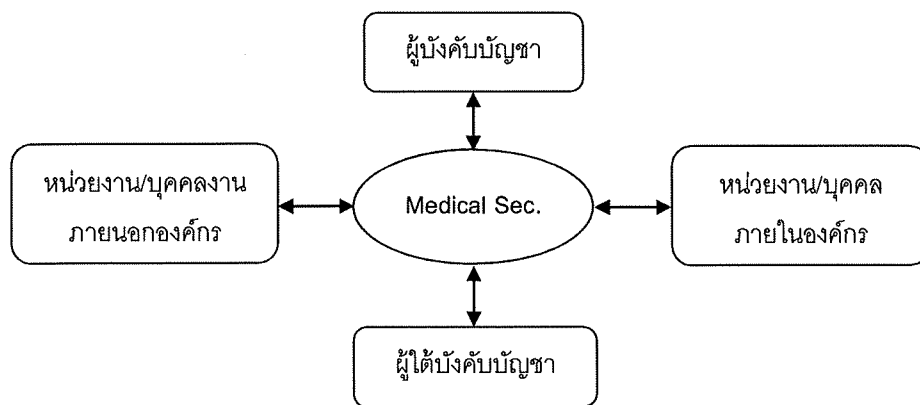 ผู้บังคับบัญชา
หน่วยงาน/บุคคลงาน
ภายนอกองค์กร
Medical Sec.
หน่วยงาน/บุคคล
ภายในองค์กร
ผู้ใต้บังคับบัญชา